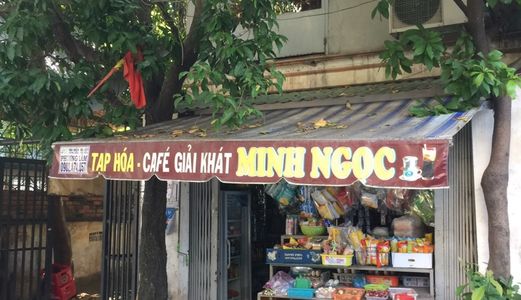 TẠP HÓA - CAFÉ GIẢI KHÁT MINH NGỌC